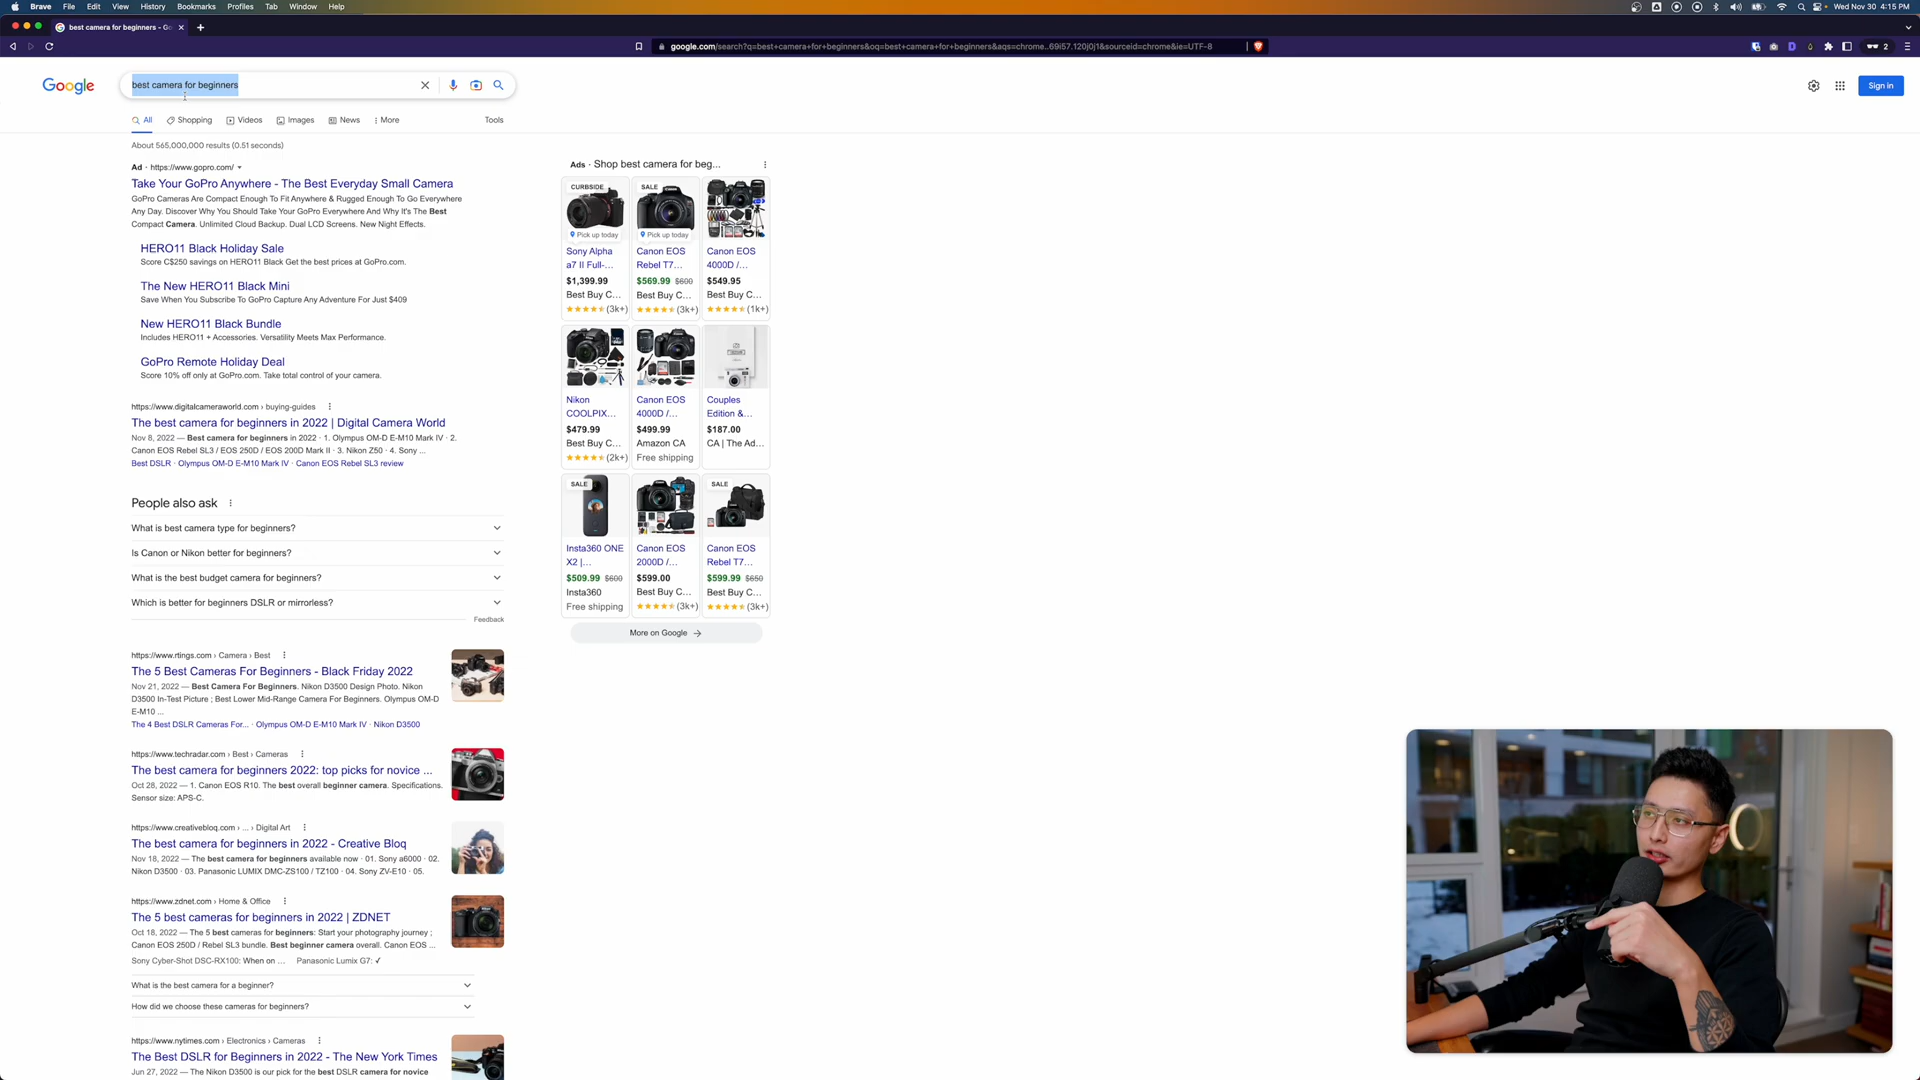 Brave File Edit View History Bookmarks Profiles Tab Window Help
Wed Nov 30 4:15 PM
best camera for beginners - Go
google.com/search?q=best+camera+for+beginners&oq=best+camera+for+beginners&aqs=chrome..69i57.120j0j1&sourceid=chrome&ie=UTF-8
2
Google
best camera for beginners
Sign in
All Shopping Videos Images News More Tools
About 565,000,000 results (0.51 seconds)
Ad · https://www.gopro.com/
Take Your GoPro Anywhere - The Best Everyday Small Camera
GoPro Cameras Are Compact Enough To Fit Anywhere & Rugged Enough To Go Everywhere
Any Day. Discover Why You Should Take Your GoPro Everywhere And Why It's The Best
Compact Camera. Unlimited Cloud Backup. Dual LCD Screens. New Night Effects.
HERO11 Black Holiday Sale
Score C$250 savings on HERO11 Black Get the best prices at GoPro.com.
The New HERO11 Black Mini
Save When You Subscribe To GoPro Capture Any Adventure For Just $409
New HERO11 Black Bundle
Includes HERO11 + Accessories. Versatility Meets Max Performance.
GoPro Remote Holiday Deal
Score 10% off only at GoPro.com. Take total control of your camera.
https://www.digitalcameraworld.com › buying-guides
The best camera for beginners in 2022 | Digital Camera World
Nov 8, 2022 — Best camera for beginners in 2022 · 1. Olympus OM-D E-M10 Mark IV · 2.
Canon EOS Rebel SL3 / EOS 250D / EOS 200D Mark II · 3. Nikon Z50 · 4. Sony ...
Best DSLR · Olympus OM-D E-M10 Mark IV · Canon EOS Rebel SL3 review
People also ask
What is best camera type for beginners?
Is Canon or Nikon better for beginners?
What is the best budget camera for beginners?
Which is better for beginners DSLR or mirrorless?
Feedback
https://www.rtings.com › Camera › Best
The 5 Best Cameras For Beginners - Black Friday 2022
Nov 21, 2022 — Best Camera For Beginners. Nikon D3500 Design Photo. Nikon
D3500 In-Test Picture ; Best Lower Mid-Range Camera For Beginners. Olympus OM-D
E-M10 ...
The 4 Best DSLR Cameras For... · Olympus OM-D E-M10 Mark IV · Nikon D3500
https://www.techradar.com › Best › Cameras
The best camera for beginners 2022: top picks for novice ...
Oct 28, 2022 — 1. Canon EOS R10. The best overall beginner camera. Specifications.
Sensor size: APS-C.
https://www.creativebloq.com › ... › Digital Art
The best camera for beginners in 2022 - Creative Bloq
Nov 18, 2022 — The best camera for beginners available now · 01. Sony a6000 · 02.
Nikon D3500 · 03. Panasonic LUMIX DMC-ZS100 / TZ100 · 04. Sony ZV-E10 · 05.
https://www.zdnet.com › Home & Office
The 5 best cameras for beginners in 2022 | ZDNET
Oct 18, 2022 — The 5 best cameras for beginners: Start your photography journey ;
Canon EOS 250D / Rebel SL3 bundle. Best beginner camera overall. Canon EOS ...
Sony Cyber-Shot DSC-RX100: When on ... Panasonic Lumix G7: ✓
What is the best camera for a beginner?
How did we choose these cameras for beginners?
https://www.nytimes.com › Electronics › Cameras
The Best DSLR for Beginners in 2022 - The New York Times
Jun 27, 2022 — The Nikon D3500 is our pick for the best DSLR camera for novice
Ads · Shop best camera for beg...
CURBSIDE SALE
Pick up today Pick up today
Sony Alpha Canon EOS Canon EOS
a7 II Full-... Rebel T7... 4000D /...
$1,399.99 $569.99 $600 $549.95
Best Buy C... Best Buy C... Best Buy C...
(3k+) (3k+) (1k+)
Nikon Canon EOS Couples
COOLPIX... 4000D /... Edition &...
$479.99 $499.99 $187.00
Best Buy C... Amazon CA CA | The Ad...
(2k+) Free shipping
SALE SALE
Insta360 ONE Canon EOS Canon EOS
X2 |... 2000D /... Rebel T7...
$509.99 $600 $599.00 $599.99 $650
Insta360 Best Buy C... Best Buy C...
Free shipping (3k+) (3k+)
More on Google →